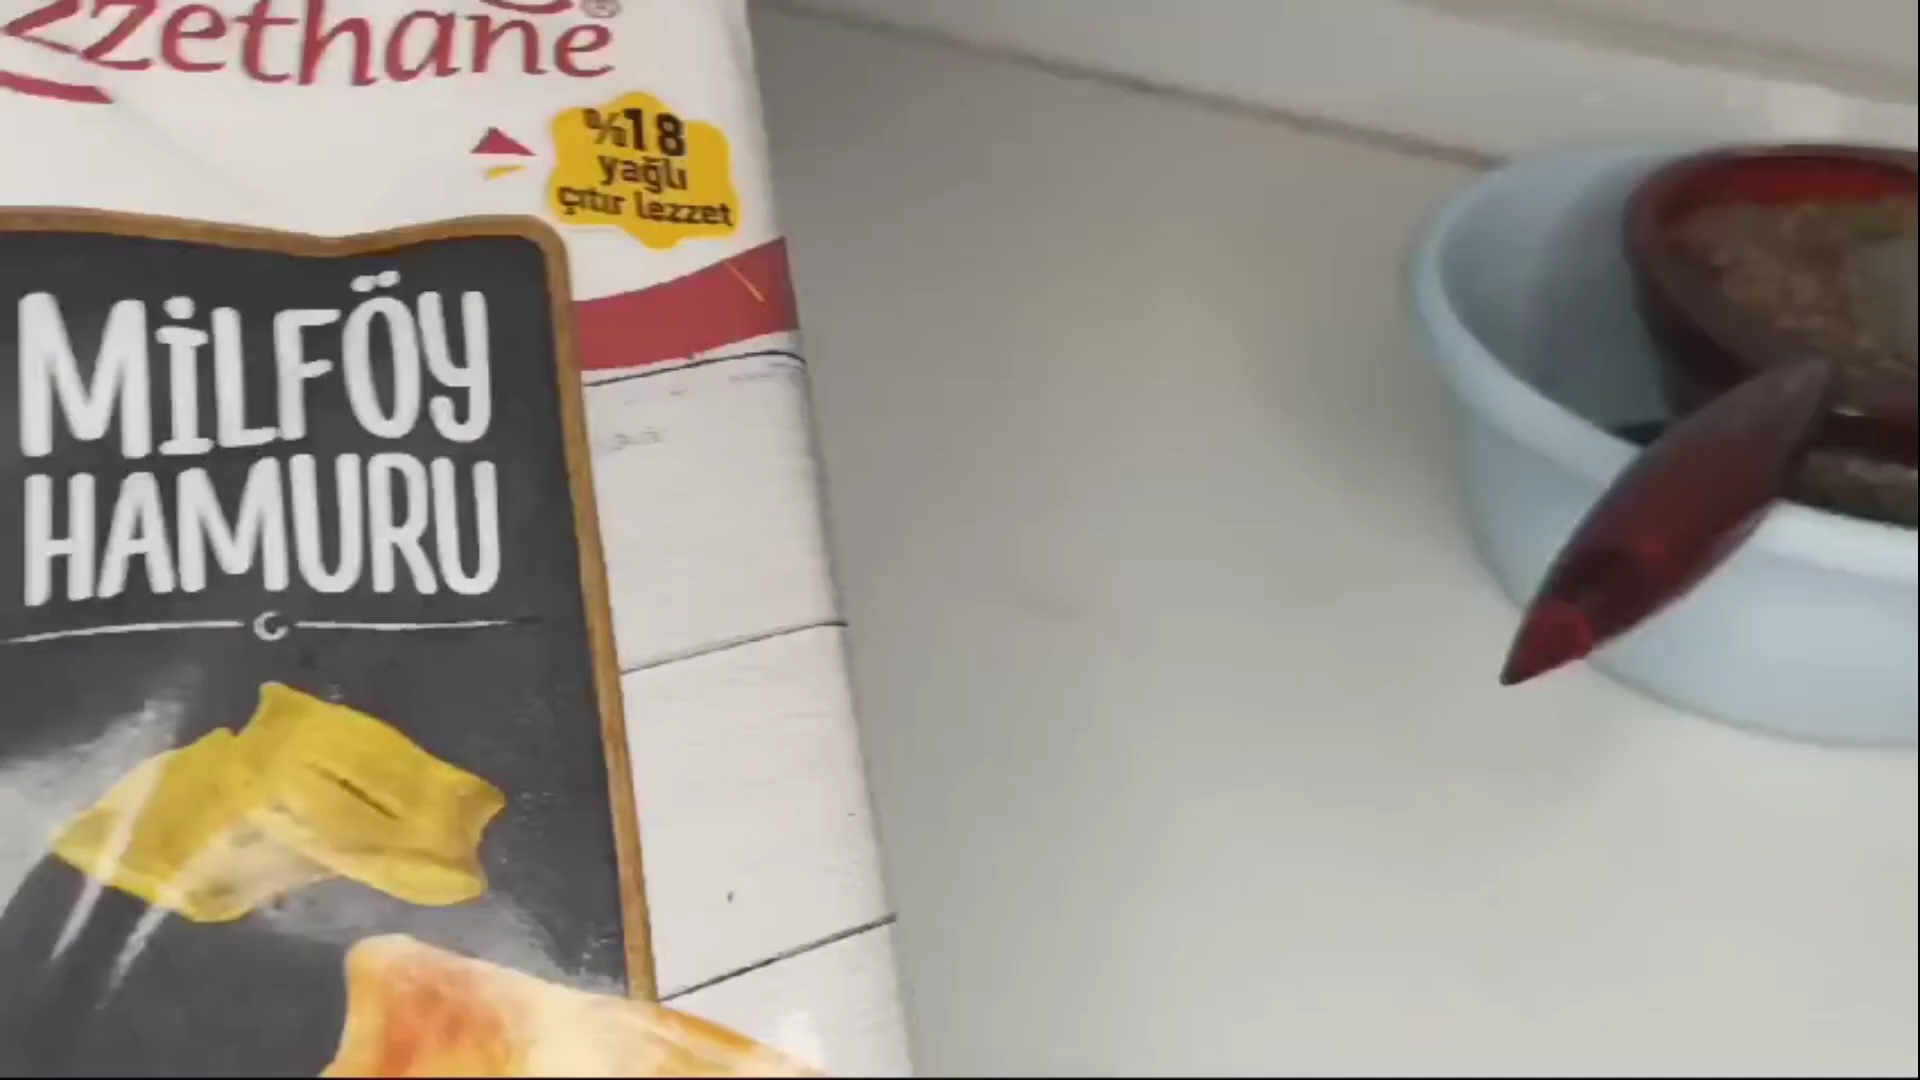 zethane®
%18
yağlı
çıtır lezzet
MİLFÖY
HAMURU